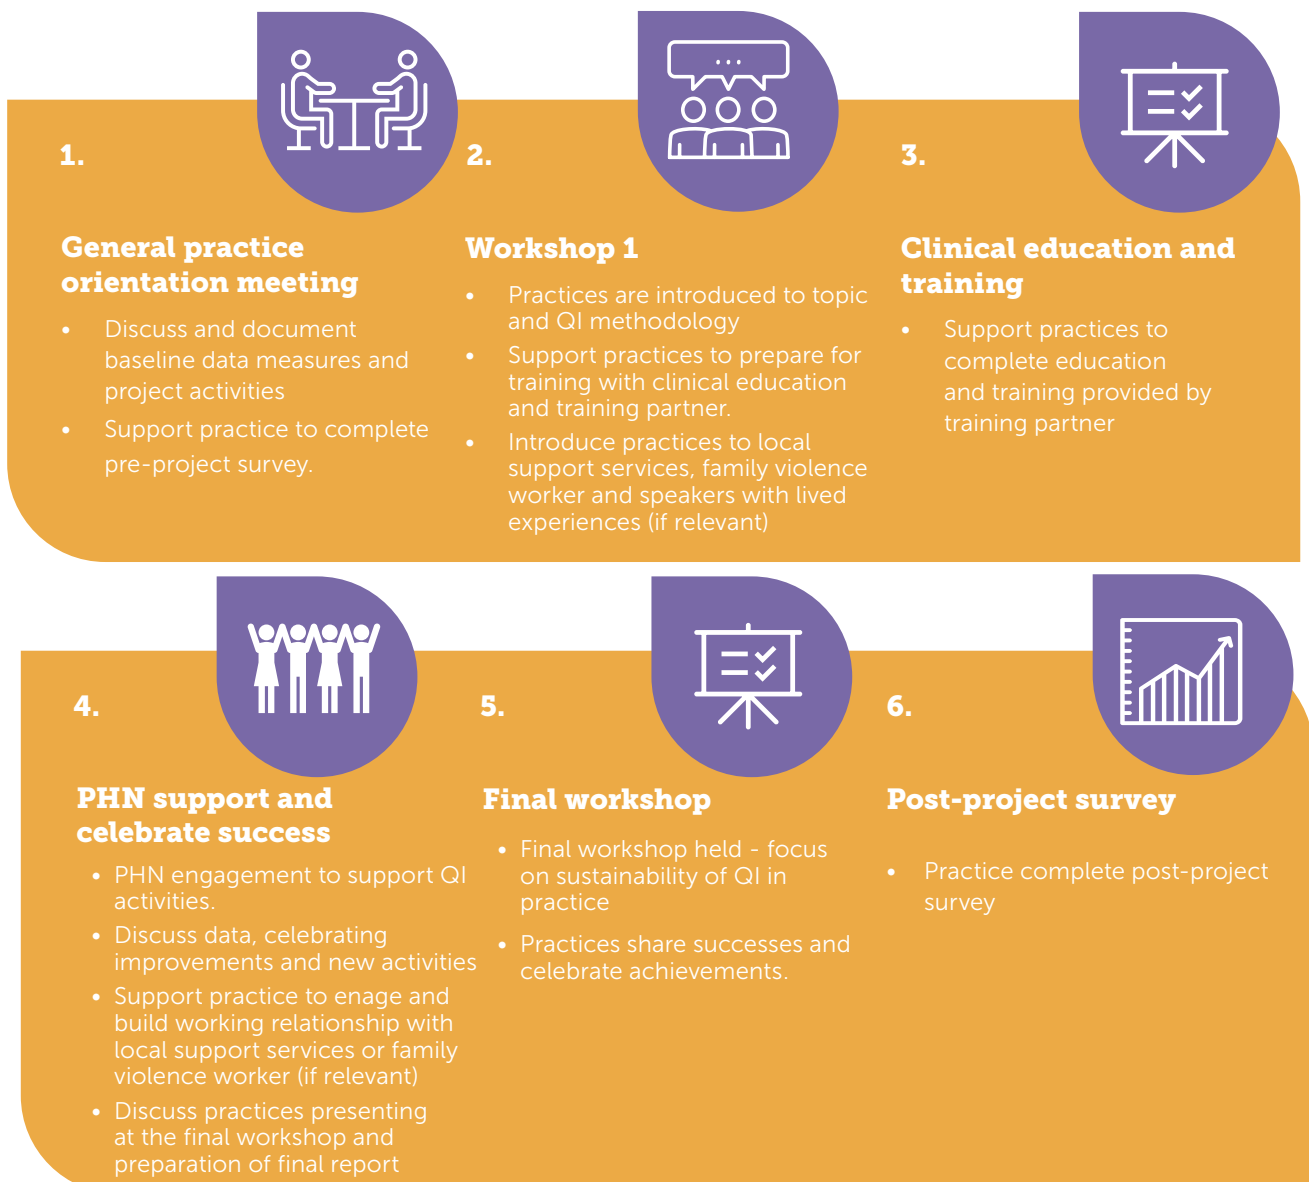 1.
General practice
orientation meeting
• Discuss and document
baseline data measures and
project activities
• Support practice to complete
pre-project survey.
2.
Workshop 1
• Practices are introduced to topic
and QI methodology
• Support practices to prepare for
training with clinical education
and training partner.
• Introduce practices to local
support services, family violence
worker and speakers with lived
experiences (if relevant)
3.
Clinical education and
training
• Support practices to
complete education
and training provided by
training partner
4.
PHN support and
celebrate success
• PHN engagement to support QI
activities.
• Discuss data, celebrating
improvements and new activities
• Support practice to enage and
build working relationship with
local support services or family
violence worker (if relevant)
• Discuss practices presenting
at the final workshop and
preparation of final report
5.
Final workshop
• Final workshop held - focus
on sustainability of QI in
practice
• Practices share successes and
celebrate achievements.
6.
Post-project survey
• Practice complete post-project
survey